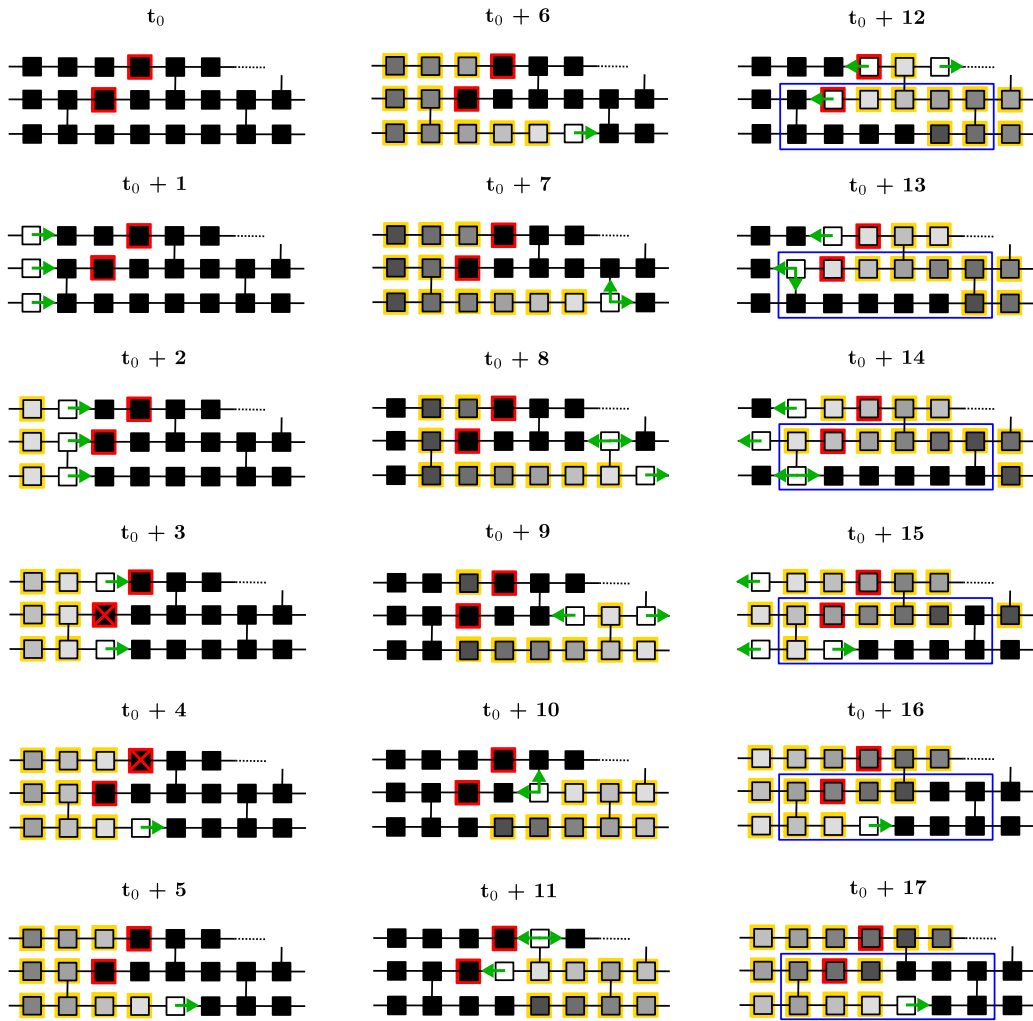 t₀
t₀ + 6
t₀ + 12
t₀ + 1
t₀ + 7
t₀ + 13
t₀ + 2
t₀ + 8
t₀ + 14
t₀ + 3
t₀ + 9
t₀ + 15
t₀ + 4
t₀ + 10
t₀ + 16
t₀ + 5
t₀ + 11
t₀ + 17